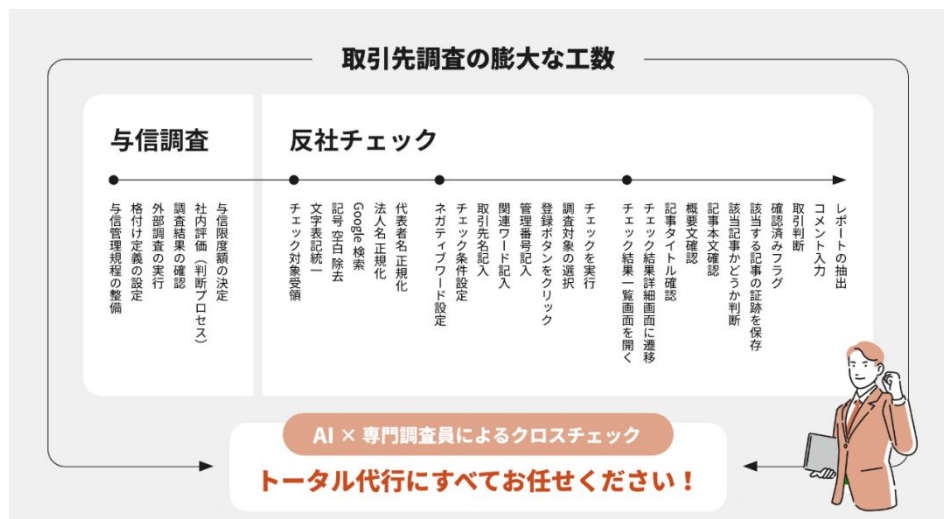 取引先調査の膨大な工数
与信調査
与信管理規程の整備
格付け定義の設定
外部調査の実行
調査結果の確認
社内評価（判断プロセス）
与信限度額の決定
反社チェック
チェック対象受領
文字表記統一
記号/空白 除去
Google 検索
法人名 正規化
代表者名 正規化
ネガティブワード設定
チェック条件設定
取引先名記入
関連ワード記入
管理番号記入
登録ボタンをクリック
調査対象の選択
チェックを実行
チェック結果一覧画面を開く
チェック結果詳細画面に遷移
記事タイトル確認
概要文確認
記事本文確認
該当記事かどうか判断
該当する記事の証跡を保存
確認済みフラグ
取引判断
コメント入力
レポートの抽出
AI × 専門調査員によるクロスチェック
トータル代行にすべてお任せください！